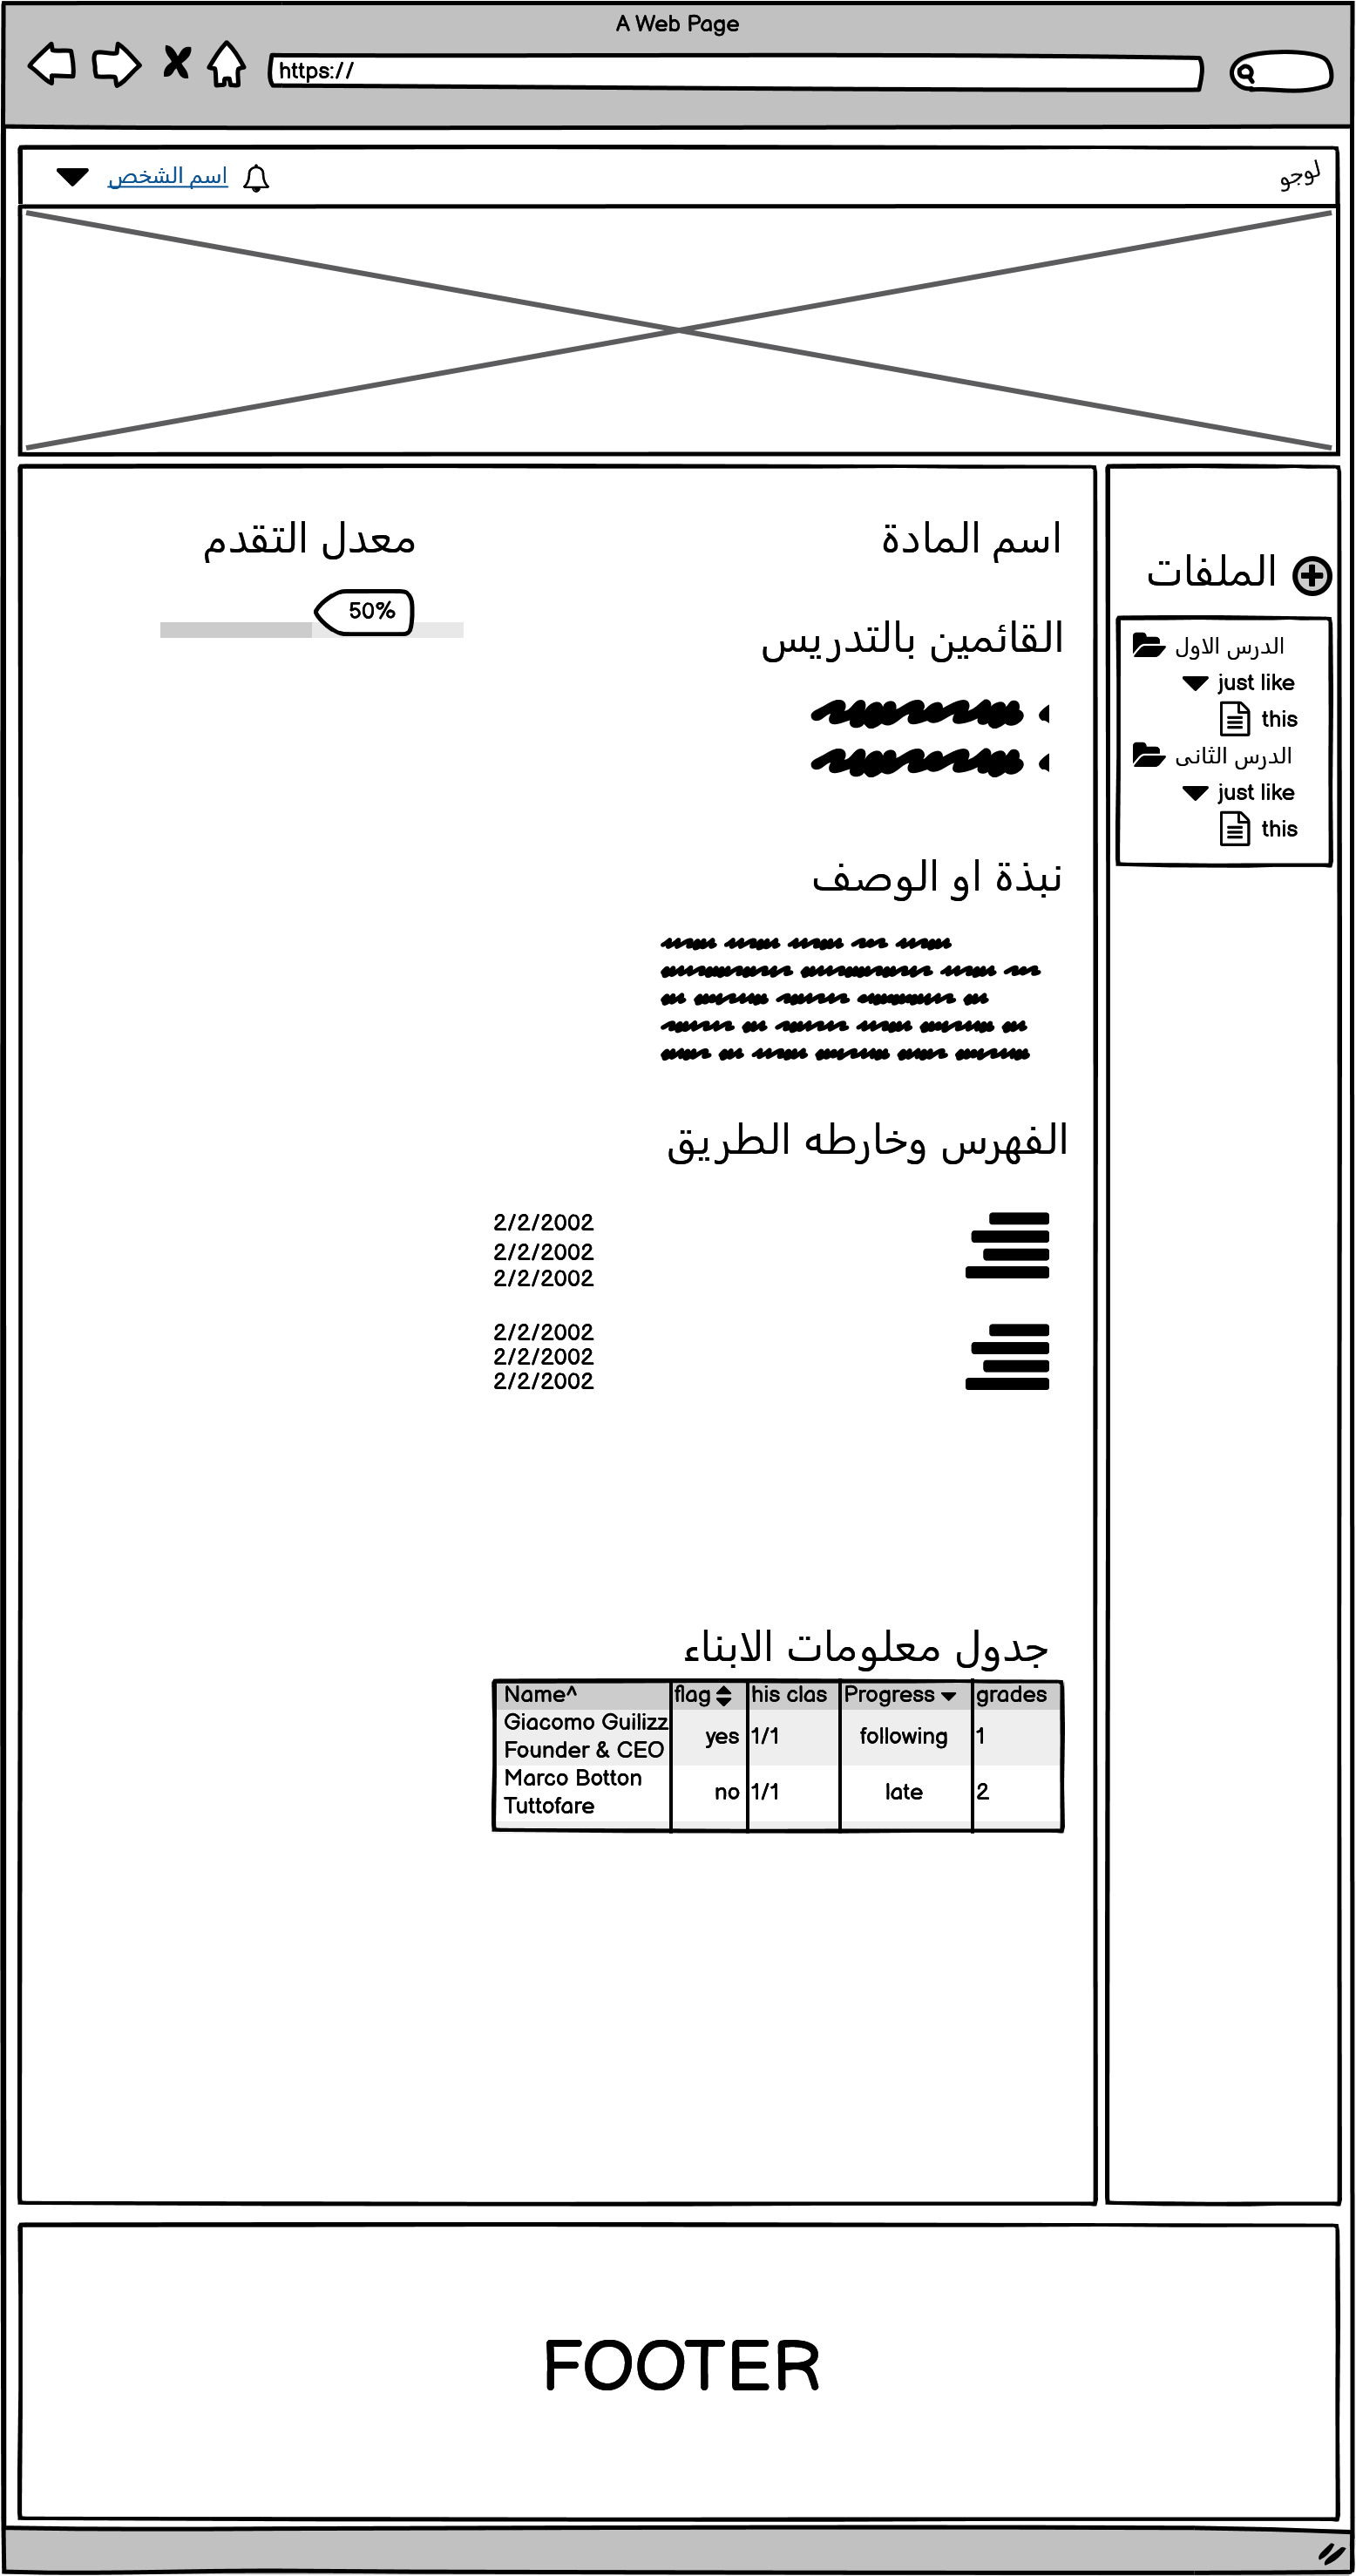 A Web Page
https://
لوجو
اسم الشخص
الملفات
الدرس الاول
just like
this
الدرس الثانى
just like
this
اسم المادة
معدل التقدم
50%
القائمين بالتدريس
نبذة او الوصف
الفهرس وخارطه الطريق
2/2/2002
2/2/2002
2/2/2002
2/2/2002
2/2/2002
2/2/2002
جدول معلومات الابناء
Name^ flag his clas Progress grades
Giacomo Guilizz
Founder & CEO yes 1/1 following 1
Marco Botton
Tuttofare no 1/1 late 2
FOOTER